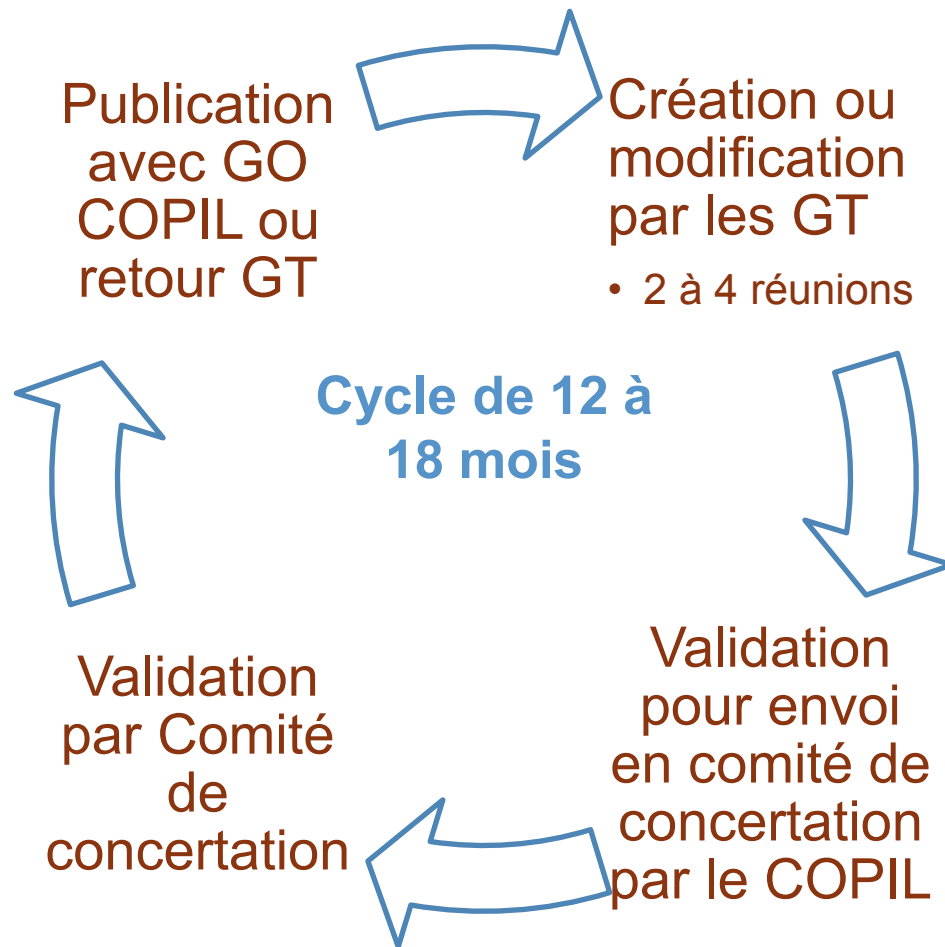 Publication
avec GO
COPIL ou
retour GT
Création ou
modification
par les GT
• 2 à 4 réunions
Cycle de 12 à
18 mois
Validation
pour envoi
en comité de
concertation
par le COPIL
Validation
par Comité
de
concertation